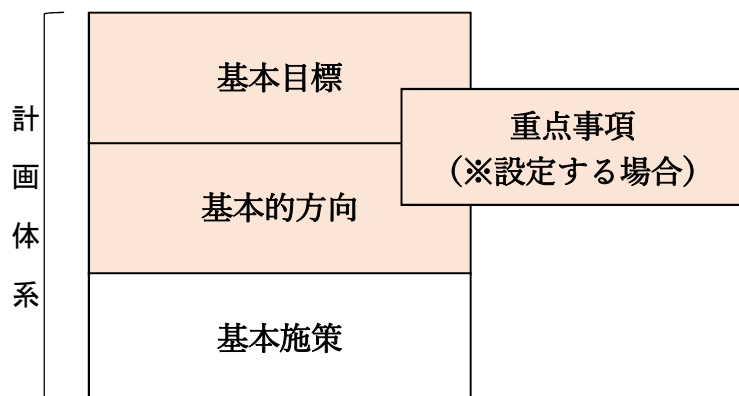 計画体系
基本目標
重点事項
（※設定する場合）
基本的方向
基本施策